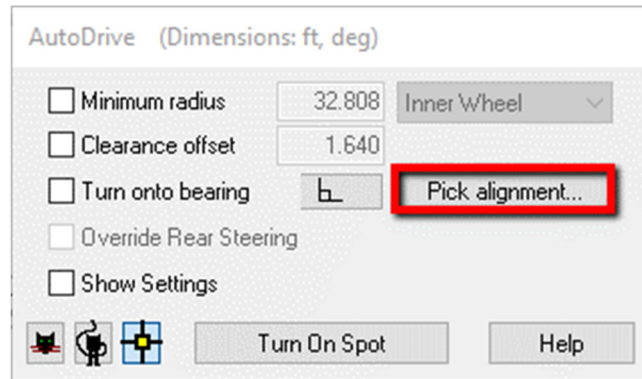 AutoDrive (Dimensions: ft, deg)
Minimum radius 32.808 Inner Wheel
Clearance offset 1.640
Turn onto bearing Pick alignment...
Override Rear Steering
Show Settings
Turn On Spot Help